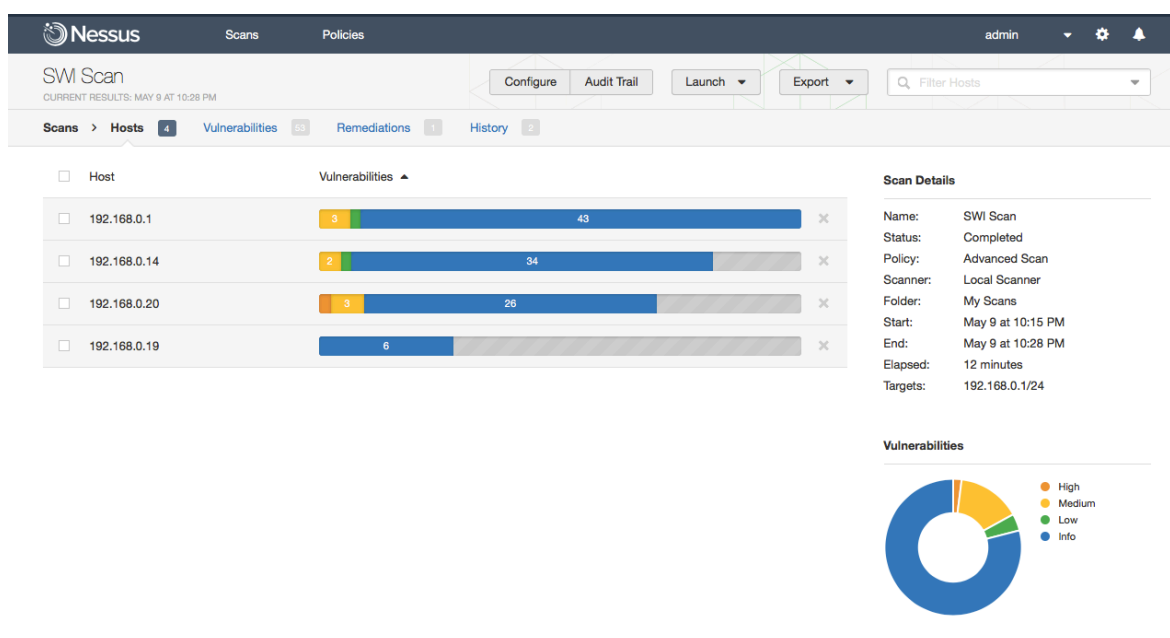 Nessus Scans Policies admin
SWI Scan Configure Audit Trail Launch Export Filter Hosts
CURRENT RESULTS: MAY 9 AT 10:28 PM
Scans > Hosts 4 Vulnerabilities 53 Remediations 1 History 2
Host Vulnerabilities
192.168.0.1 3 43
192.168.0.14 2 34
192.168.0.20 3 26
192.168.0.19 6
Scan Details
Name: SWI Scan
Status: Completed
Policy: Advanced Scan
Scanner: Local Scanner
Folder: My Scans
Start: May 9 at 10:15 PM
End: May 9 at 10:28 PM
Elapsed: 12 minutes
Targets: 192.168.0.1/24
Vulnerabilities
High
Medium
Low
Info